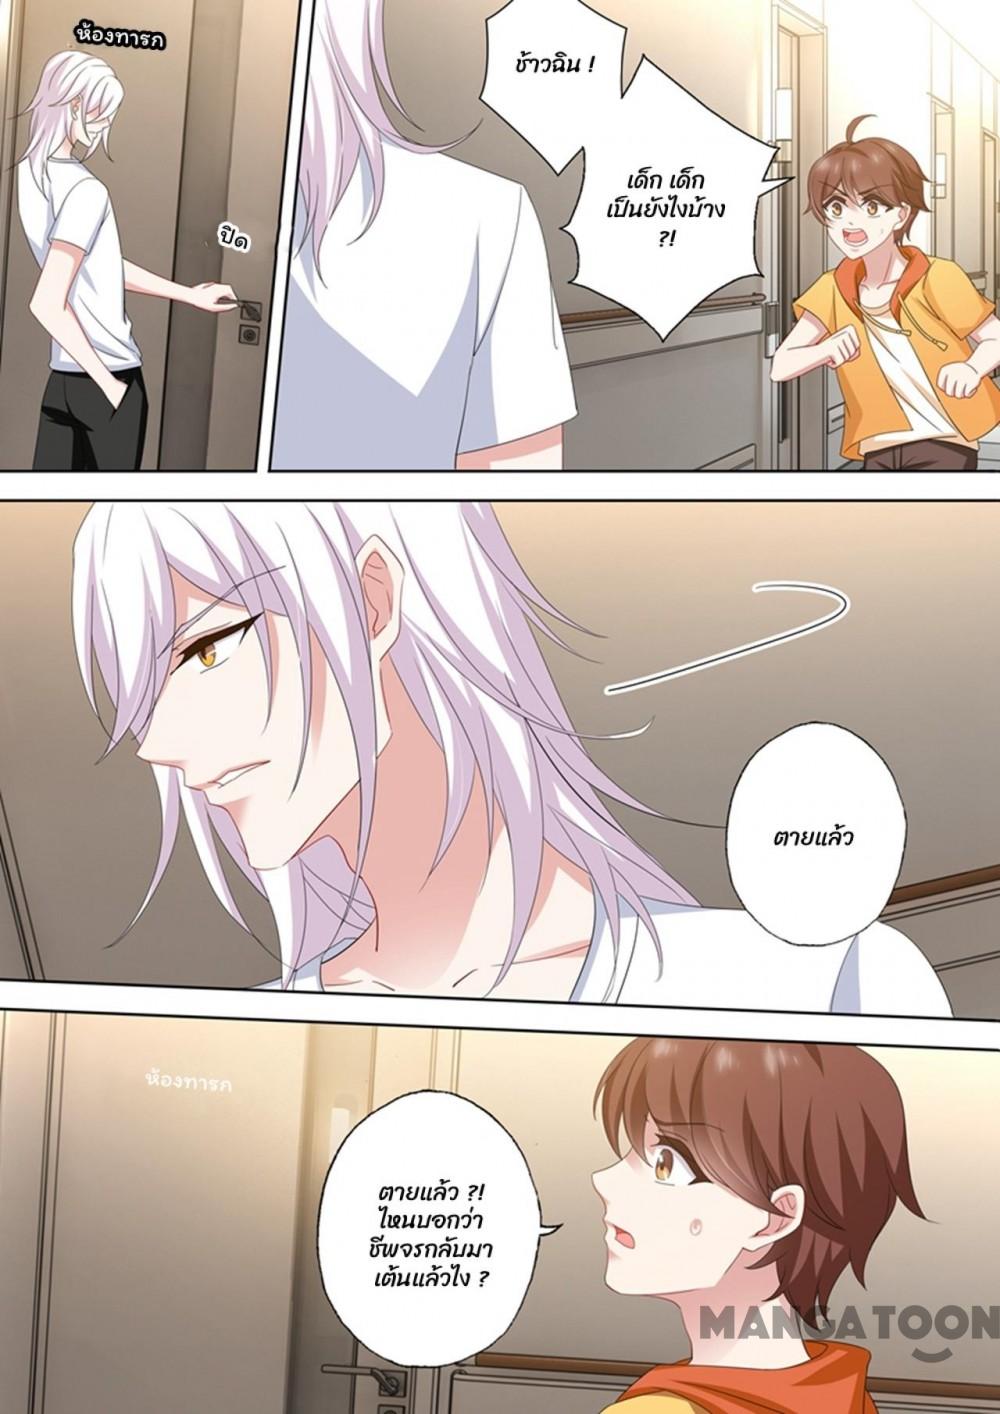 ห้องทารก
ปิด
ช้าวฉิน !
เด็ก เด็ก
เป็นยังไงบ้าง
?!
ตายแล้ว
ห้องทารก
ตายแล้ว ?!
ไหนบอกว่า
ชีพจรกลับมา
เต้นแล้วไง ?
MANGATOON